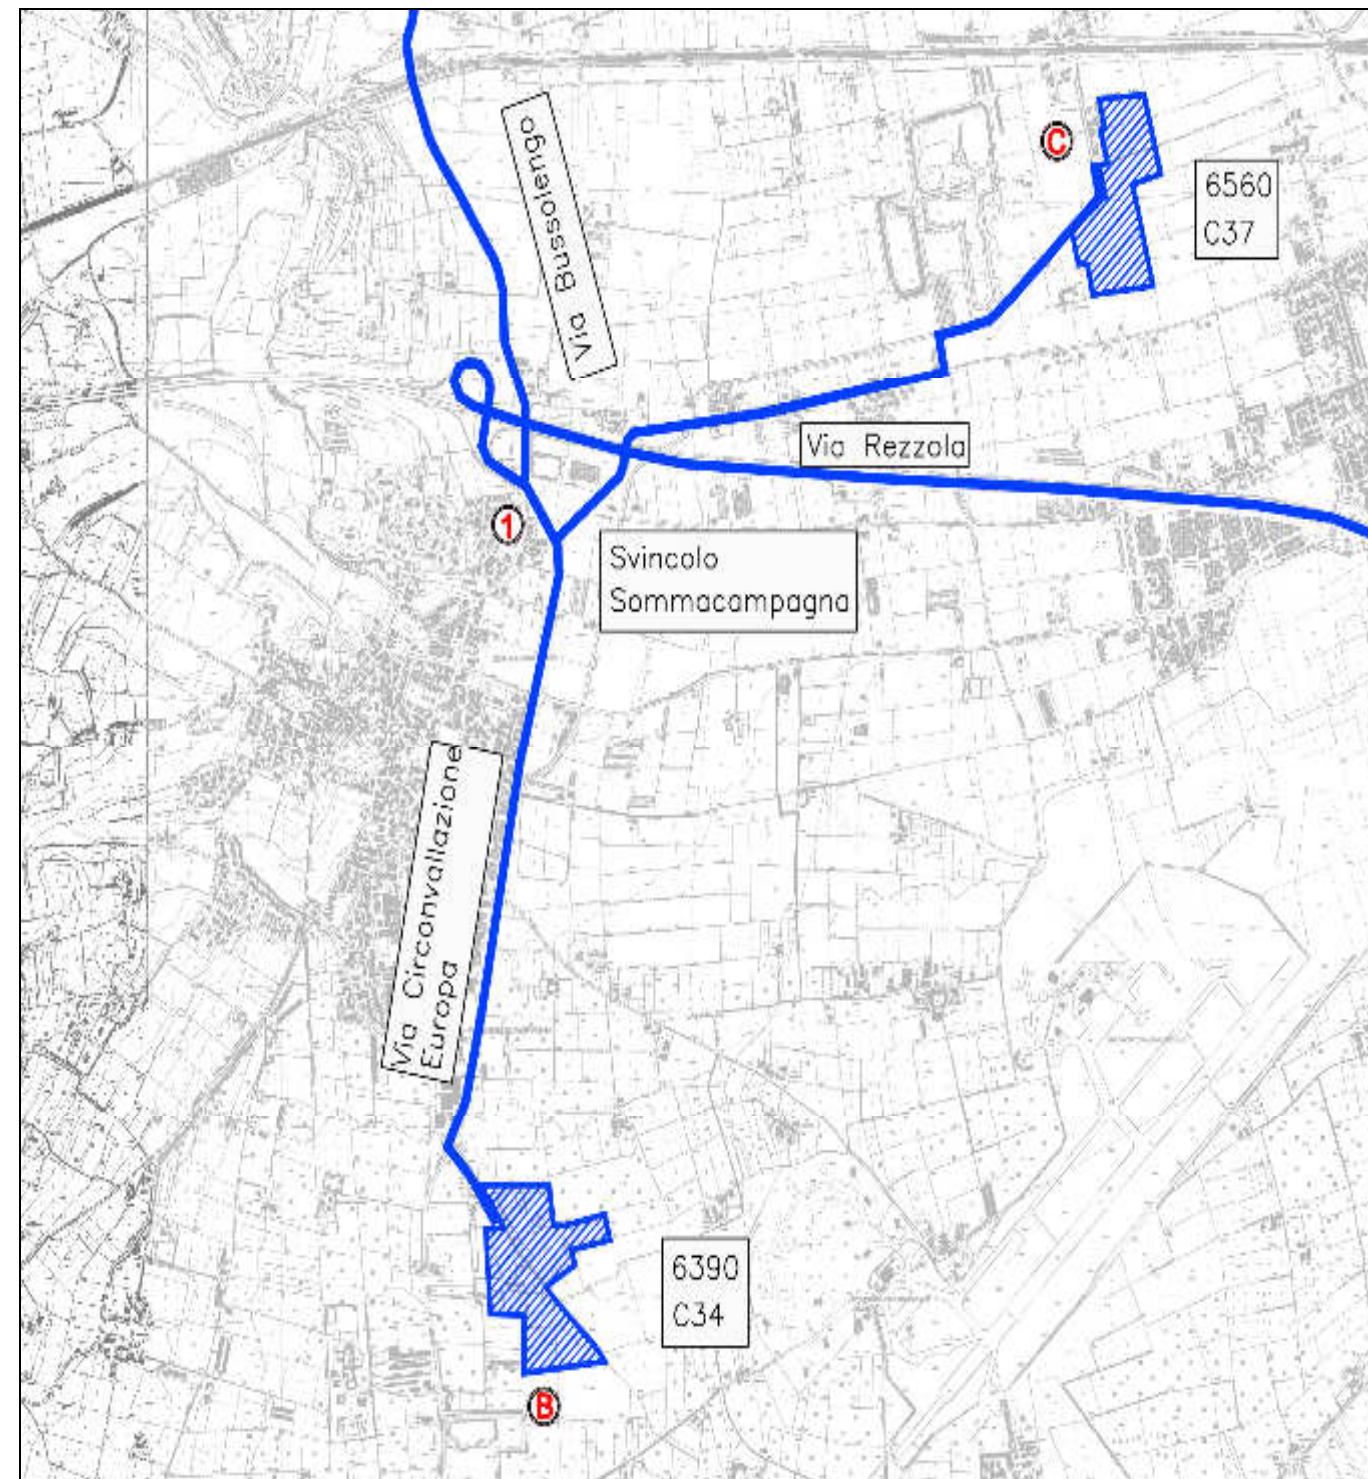 Via Bussolengo
C
6560
C37
Via Rezzola
1
Svincolo
Sommacampagna
Via Circonvallazione
Europa
6390
C34
B